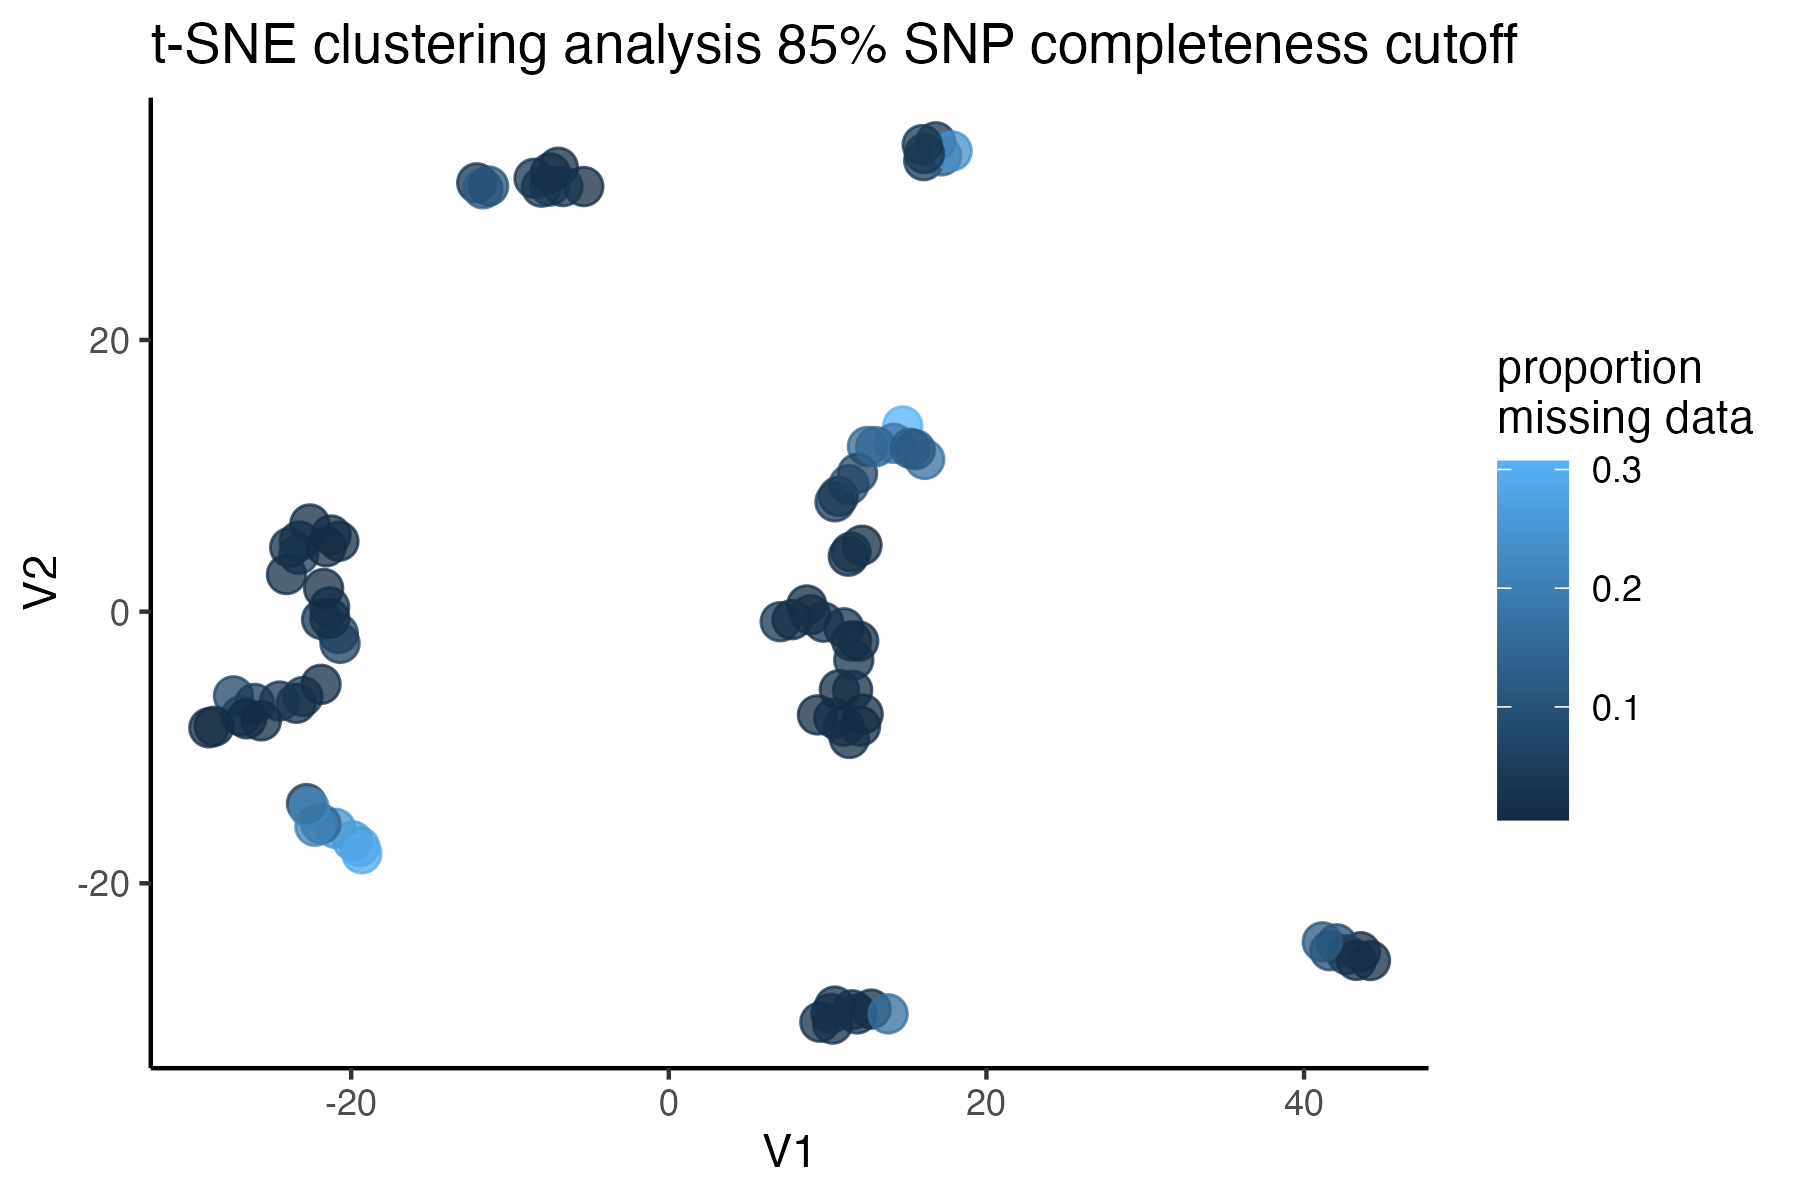 t-SNE clustering analysis 85% SNP completeness cutoff
V2
20
0
-20
-20
0
20
40
V1
proportion
missing data
0.3
0.2
0.1